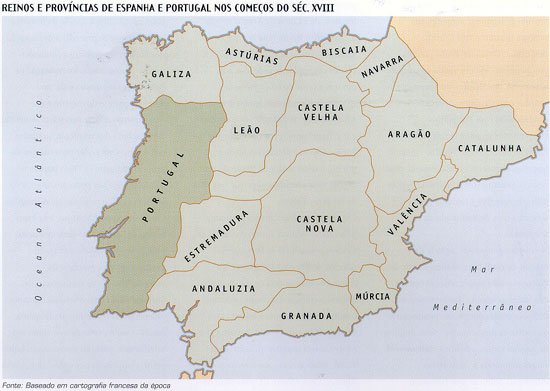 REINOS E PROVÍNCIAS DE ESPANHA E PORTUGAL NOS COMEÇOS DO SÉC. XVIII
GALIZA
ASTÚRIAS
BISCAIA
NAVARRA
LEÃO
CASTELA
VELHA
ARAGÃO
CATALUNHA
Oceano Atlântico
PORTUGAL
ESTREMADURA
CASTELA
NOVA
VALÊNCIA
ANDALUZIA
GRANADA
MÚRCIA
Mar
Mediterrâneo
Fonte: Baseado em cartografia francesa da época